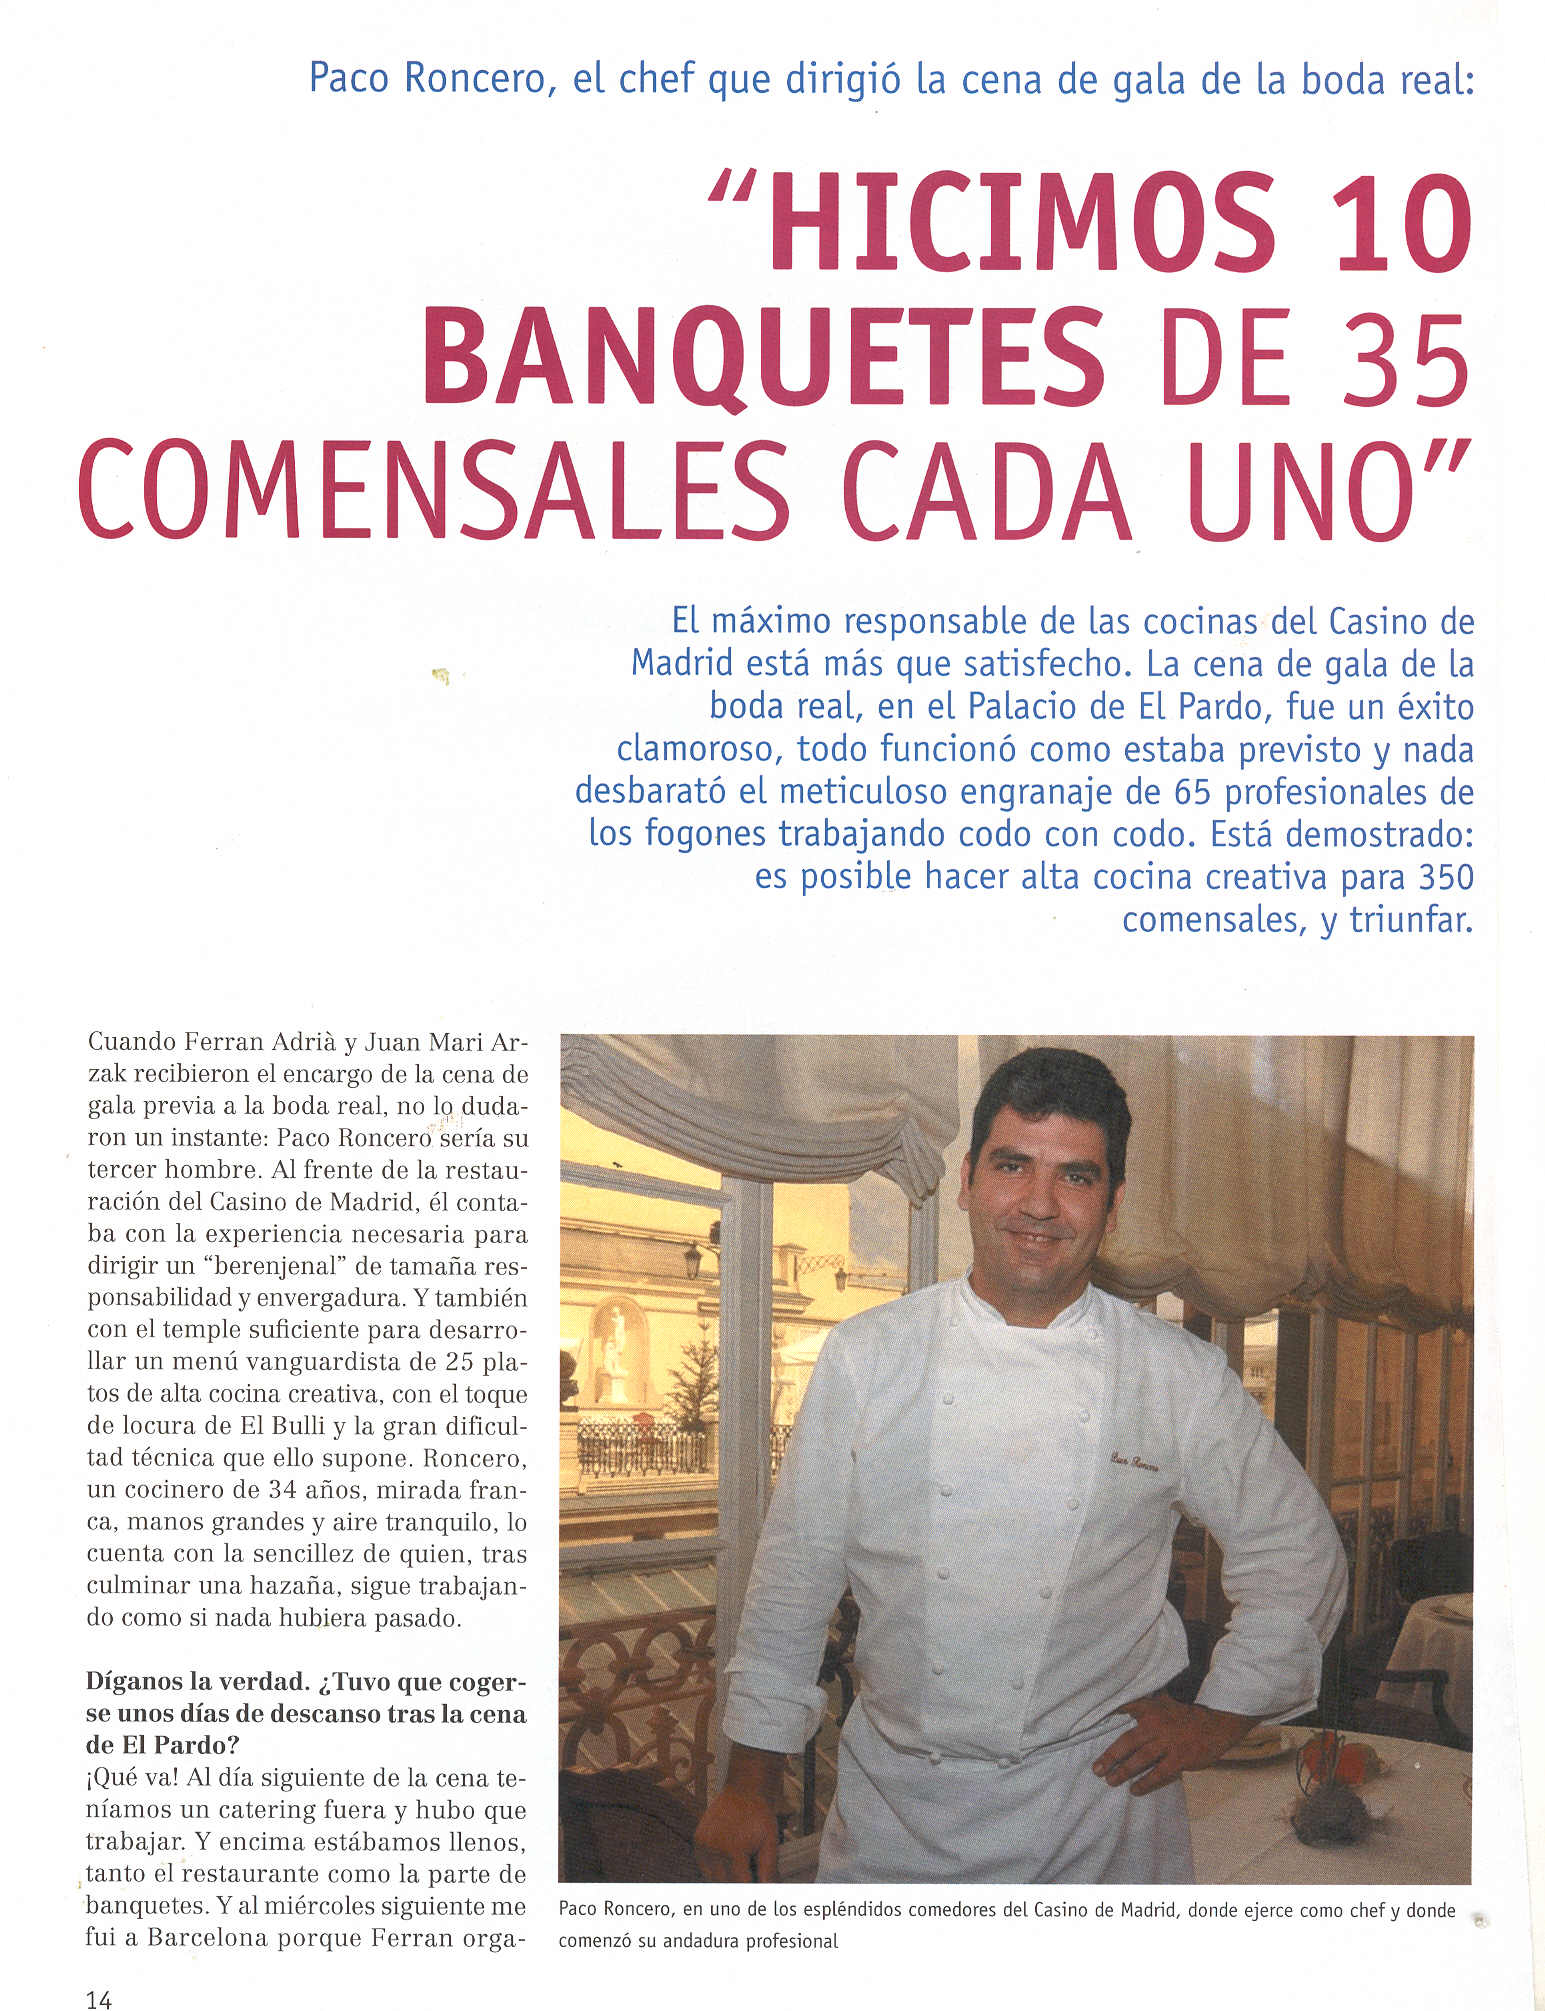 Paco Roncero, el chef que dirigió la cena de gala de la boda real:
“HICIMOS 10
BANQUETES DE 35
COMENSALES CADA UNO”
El máximo responsable de las cocinas del Casino de
Madrid está más que satisfecho. La cena de gala de la
boda real, en el Palacio de El Pardo, fue un éxito
clamoroso, todo funcionó como estaba previsto y nada
desbarató el meticuloso engranaje de 65 profesionales de
los fogones trabajando codo con codo. Está demostrado:
es posible hacer alta cocina creativa para 350
comensales, y triunfar.
Cuando Ferran Adrià y Juan Mari Ar-
zak recibieron el encargo de la cena de
gala previa a la boda real, no lo duda-
ron un instante: Paco Roncero sería su
tercer hombre. Al frente de la restau-
ración del Casino de Madrid, él conta-
ba con la experiencia necesaria para
dirigir un “berenjenal” de tamaña res-
ponsabilidad y envergadura. Y también
con el temple suficiente para desarro-
llar un menú vanguardista de 25 pla-
tos de alta cocina creativa, con el toque
de locura de El Bulli y la gran dificul-
tad técnica que ello supone. Roncero,
un cocinero de 34 años, mirada fran-
ca, manos grandes y aire tranquilo, lo
cuenta con la sencillez de quien, tras
culminar una hazaña, sigue trabajan-
do como si nada hubiera pasado.
Díganos la verdad. ¿Tuvo que coger-
se unos días de descanso tras la cena
de El Pardo?
¡Qué va! Al día siguiente de la cena te-
níamos un catering fuera y hubo que
trabajar. Y encima estábamos llenos,
tanto el restaurante como la parte de
banquetes. Y al miércoles siguiente me
fui a Barcelona porque Ferran orga-
Paco Roncero
Paco Roncero, en uno de los espléndidos comedores del Casino de Madrid, donde ejerce como chef y donde
comenzó su andadura profesional
14